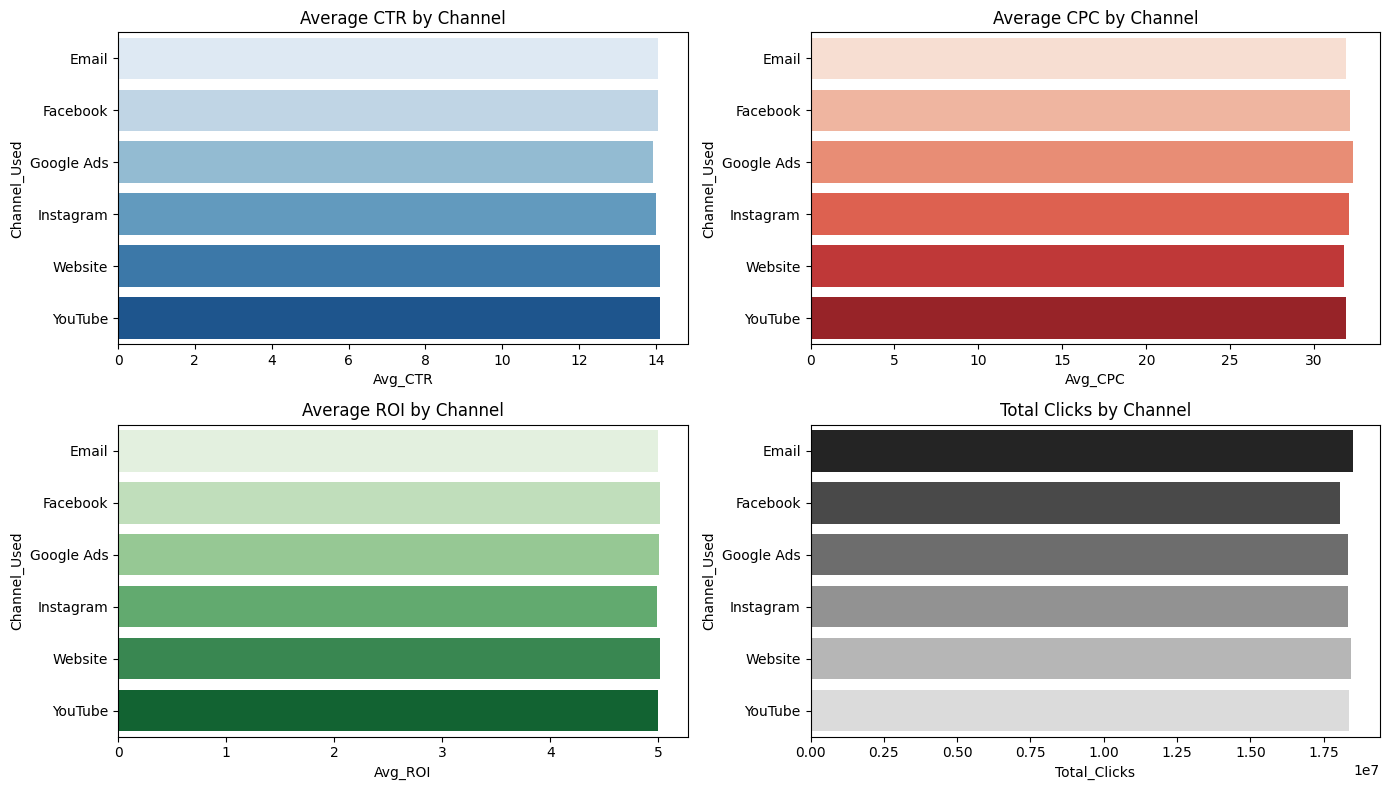 Average CTR by Channel
Channel_Used
Email
Facebook
Google Ads
Instagram
Website
YouTube
0 2 4 6 8 10 12 14
Avg_CTR
Average CPC by Channel
Channel_Used
Email
Facebook
Google Ads
Instagram
Website
YouTube
0 5 10 15 20 25 30
Avg_CPC
Average ROI by Channel
Channel_Used
Email
Facebook
Google Ads
Instagram
Website
YouTube
0 1 2 3 4 5
Avg_ROI
Total Clicks by Channel
Channel_Used
Email
Facebook
Google Ads
Instagram
Website
YouTube
0.00 0.25 0.50 0.75 1.00 1.25 1.50 1.75
1e7
Total_Clicks